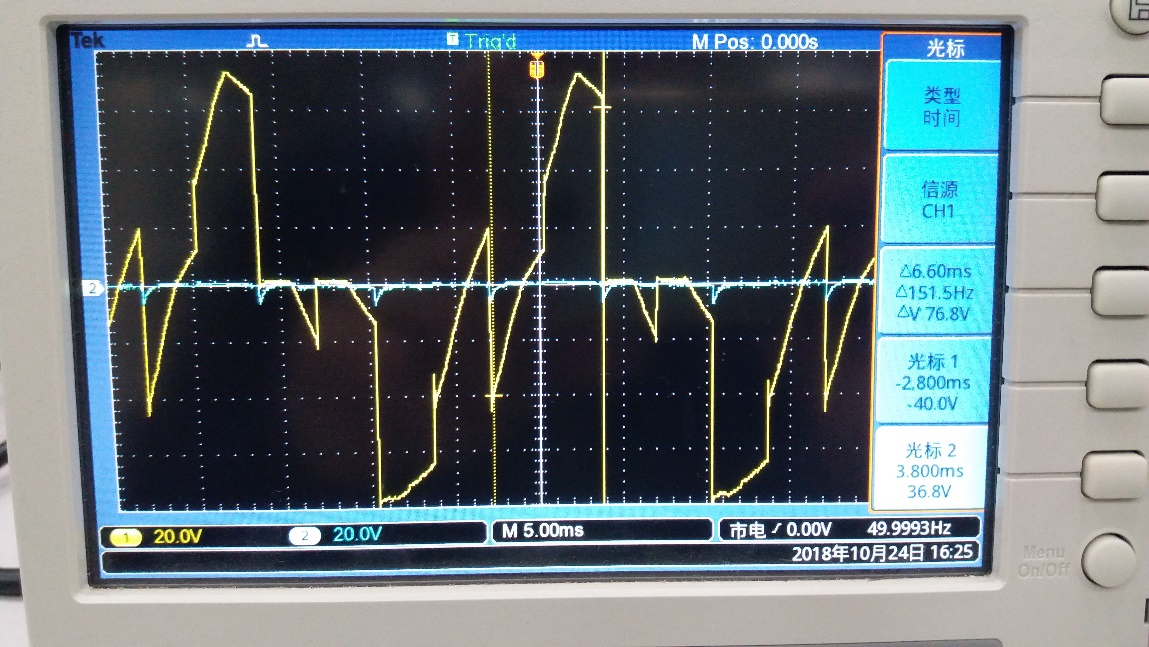 Tek
Trig'd
M Pos: 0.000s
光标
类型
时间
信源
CH1
△6.60ms
△151.5Hz
△V 76.8V
光标 1
-2.800ms
-40.0V
光标 2
3.800ms
36.8V
2
1 20.0V
2 20.0V
M 5.00ms
市电 0.00V
49.9993Hz
2018年10月24日 16:25
Menu
On/Off